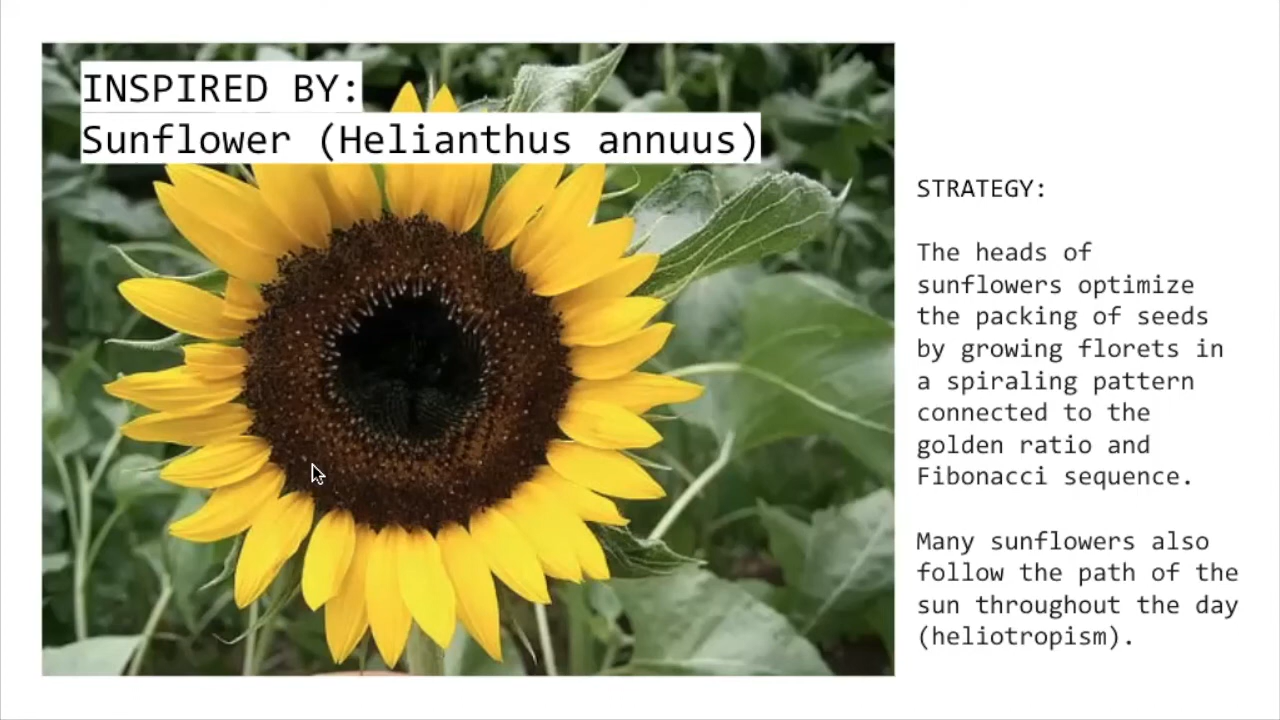 INSPIRED BY:
Sunflower (Helianthus annuus)
STRATEGY:
The heads of
sunflowers optimize
the packing of seeds
by growing florets in
a spiraling pattern
connected to the
golden ratio and
Fibonacci sequence.
Many sunflowers also
follow the path of the
sun throughout the day
(heliotropism).